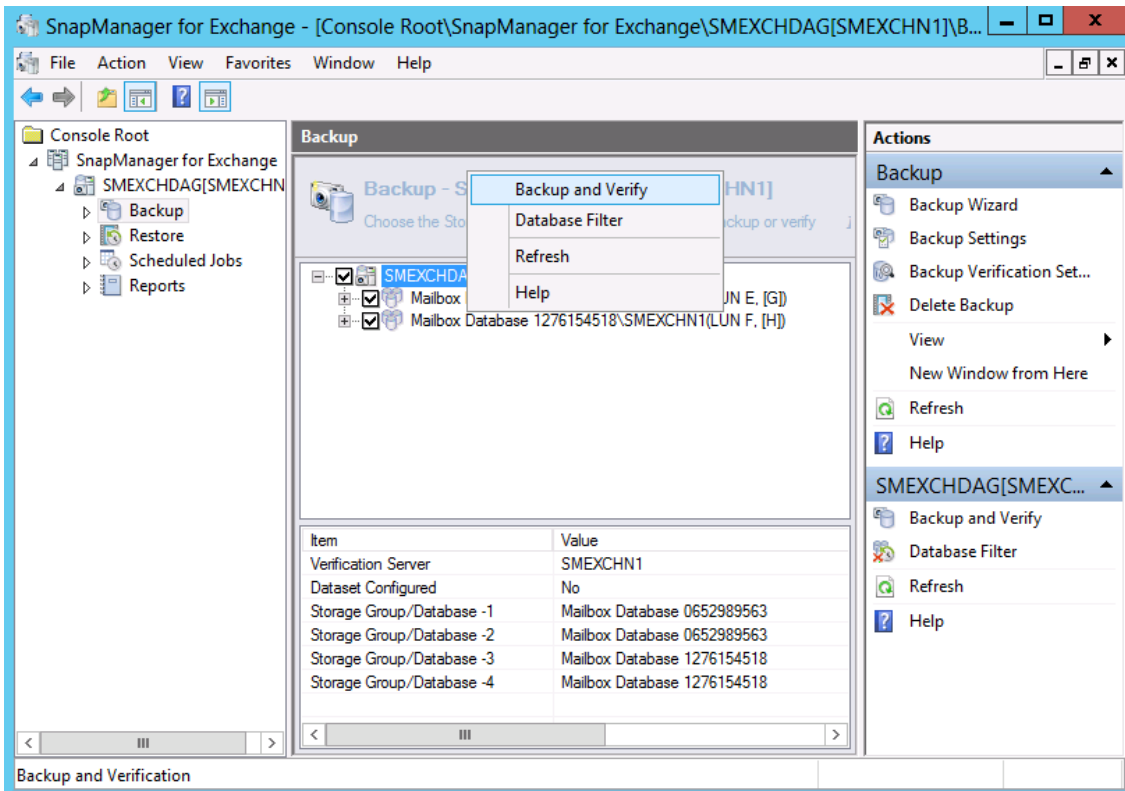 SnapManager for Exchange - [Console Root\SnapManager for Exchange\SMEXCHDAG[SMEXCHN1]\B...
File Action View Favorites Window Help
Console Root
SnapManager for Exchange
SMEXCHDAG[SMEXCHN
Backup
Restore
Scheduled Jobs
Reports
Backup
Backup - S
HN1]
Choose the Sto
ackup or verify
Backup and Verify
Database Filter
Refresh
Help
SMEXCHDA
Mailbox
UN E, [G])
Mailbox Database 1276154518\SMEXCHN1(LUN F, [H])
Item Value
Verification Server SMEXCHN1
Dataset Configured No
Storage Group/Database -1 Mailbox Database 0652989563
Storage Group/Database -2 Mailbox Database 0652989563
Storage Group/Database -3 Mailbox Database 1276154518
Storage Group/Database -4 Mailbox Database 1276154518
Actions
Backup
Backup Wizard
Backup Settings
Backup Verification Set...
Delete Backup
View
New Window from Here
Refresh
Help
SMEXCHDAG[SMEXC...
Backup and Verify
Database Filter
Refresh
Help
Backup and Verification